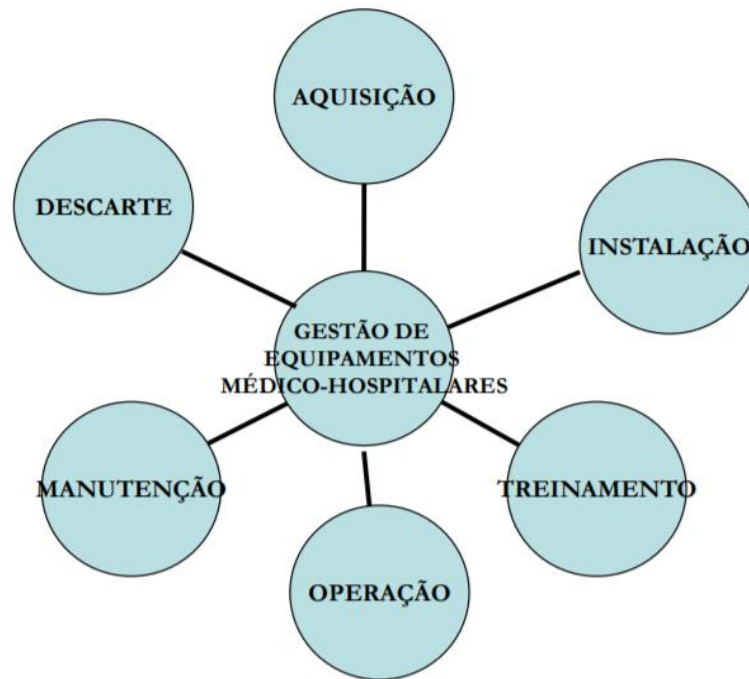 AQUISIÇÃO
DESCARTE
INSTALAÇÃO
GESTÃO DE
EQUIPAMENTOS
MÉDICO-HOSPITALARES
MANUTENÇÃO
TREINAMENTO
OPERAÇÃO